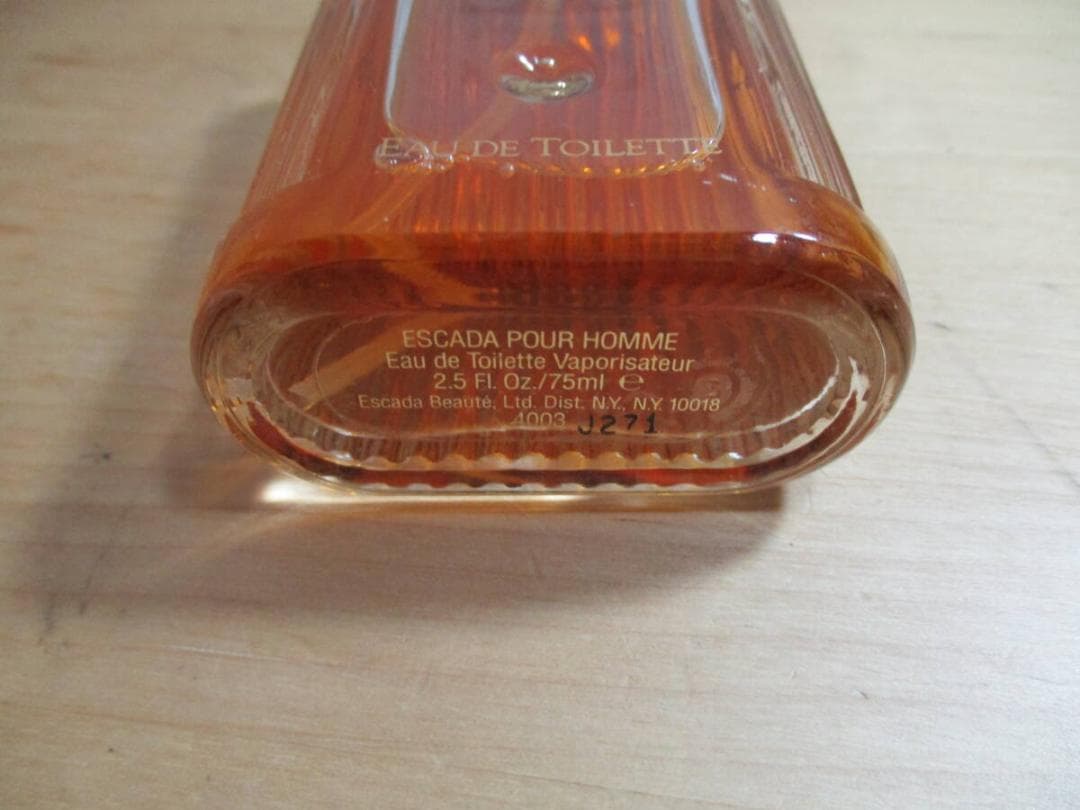 EAU DE TOILETTE
ESCADA POUR HOMME
Eau de Toilette Vaporisateur
2.5 Fl. Oz./75ml ℮
Escada Beauté, Ltd. Dist. N.Y., N.Y. 10018
4003 J271